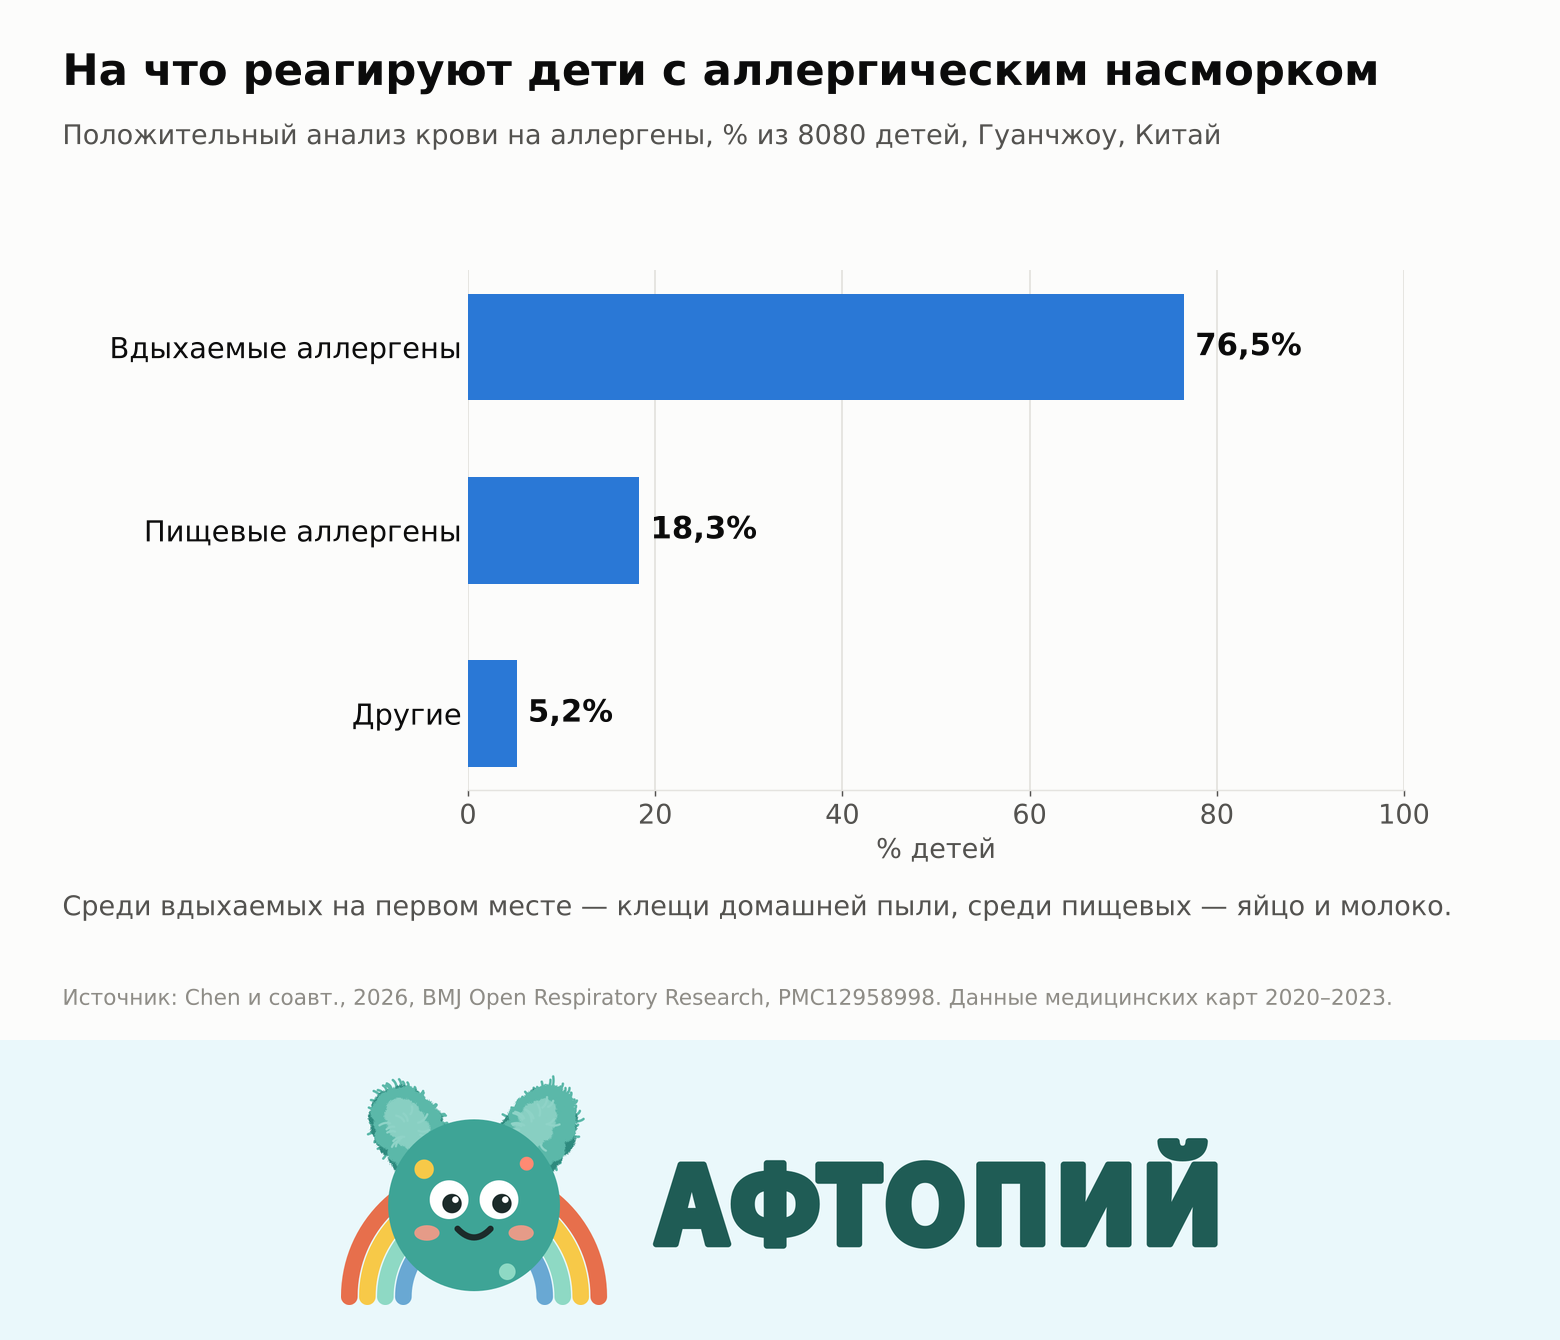 На что реагируют дети с аллергическим насморком
Положительный анализ крови на аллергены, % из 8080 детей, Гуанчжоу, Китай
Вдыхаемые аллергены
76,5%
Пищевые аллергены
18,3%
Другие
5,2%
0 20 40 60 80 100
% детей
Среди вдыхаемых на первом месте — клещи домашней пыли, среди пищевых — яйцо и молоко.
Источник: Chen и соавт., 2026, BMJ Open Respiratory Research, PMC12958998. Данные медицинских карт 2020–2023.
АФТОПИЙ